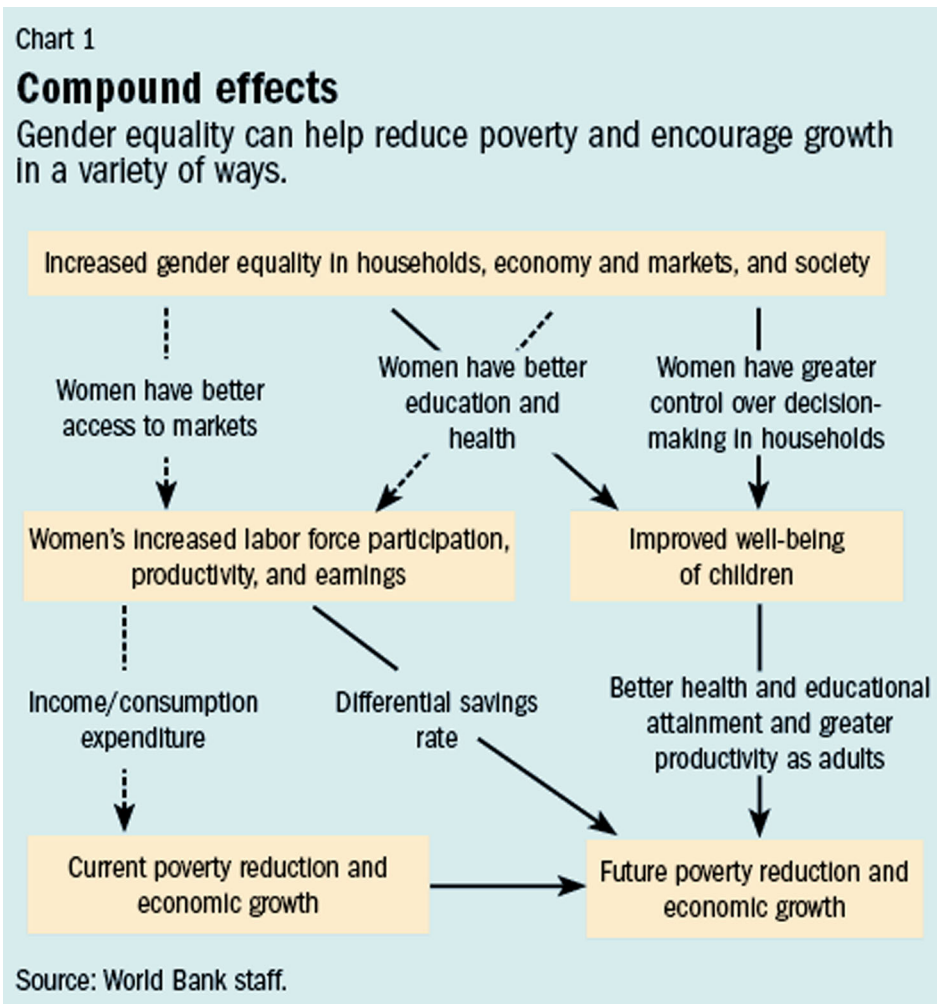 Chart 1
Compound effects
Gender equality can help reduce poverty and encourage growth
in a variety of ways.
Increased gender equality in households, economy and markets, and society
Women have better
access to markets
Women have better
education and
health
Women have greater
control over decision-
making in households
Women's increased labor force participation,
productivity, and earnings
Improved well-being
of children
Income/consumption
expenditure
Differential savings
rate
Better health and educational
attainment and greater
productivity as adults
Current poverty reduction and
economic growth
Future poverty reduction and
economic growth
Source: World Bank staff.